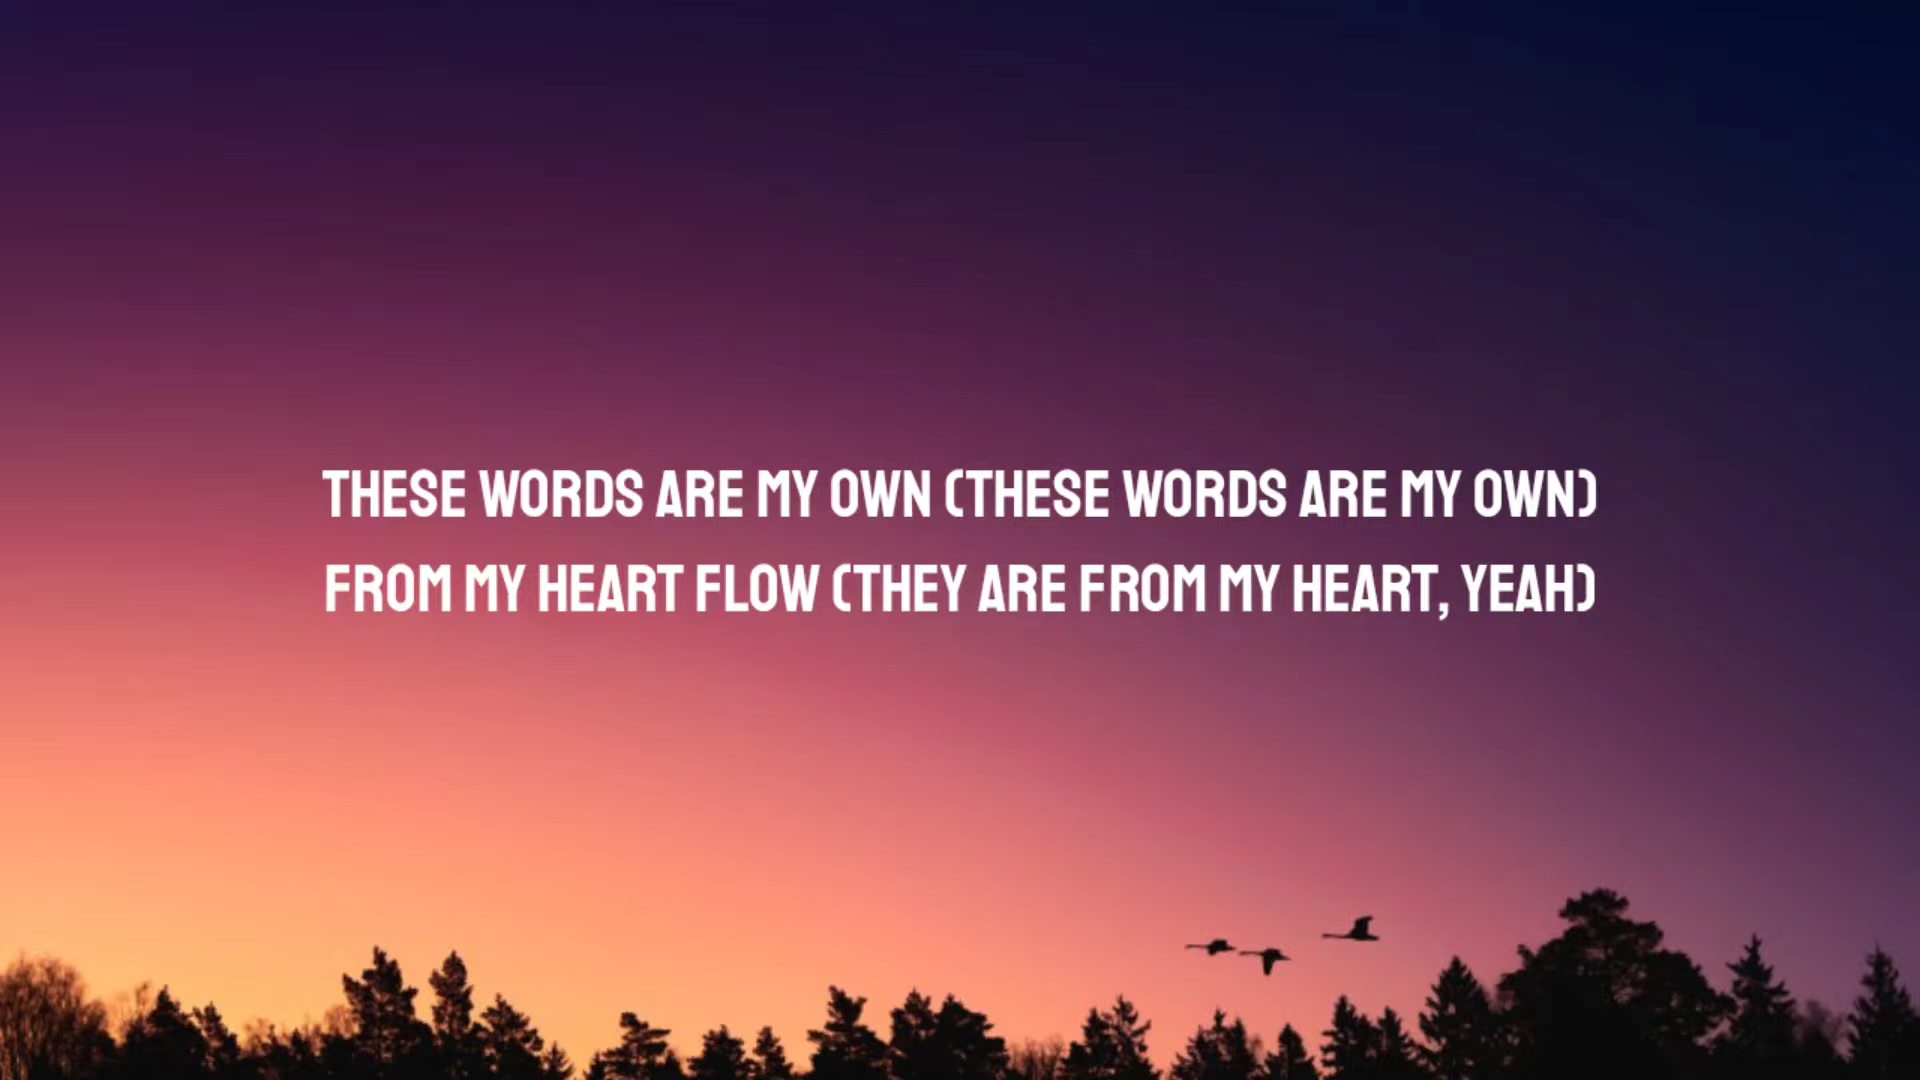 THESE WORDS ARE MY OWN (THESE WORDS ARE MY OWN)
FROM MY HEART FLOW (THEY ARE FROM MY HEART, YEAH)